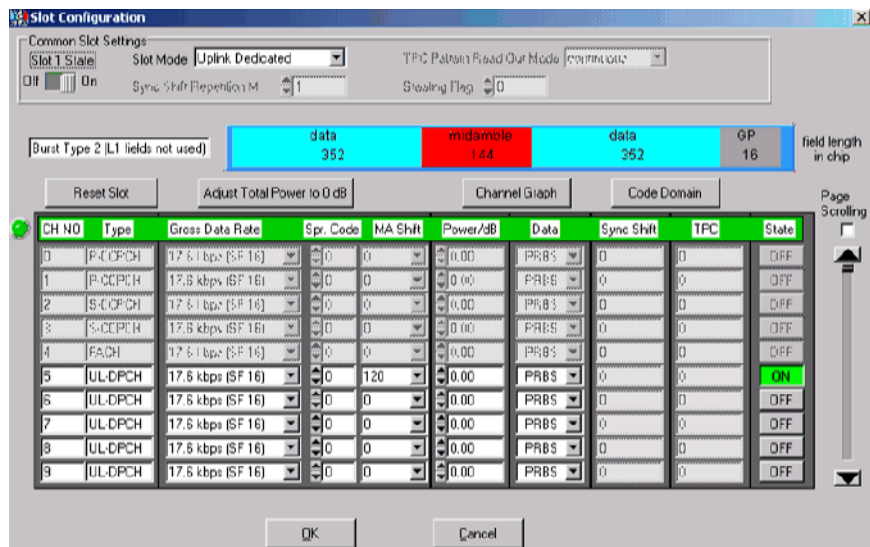 Slot Configuration
Common Slot Settings
Slot 1 State
Off On
Slot Mode Uplink Dedicated
TPC Pattern Read Out Mode continuous
Sync Shift Repetition M 1
Stealing Flag 0
Burst Type 2 (L1 fields not used)
data midamble data GP
352 144 352 16
field length in chip
Reset Slot Adjust Total Power to 0 dB Channel Graph Code Domain
Page Scrolling
CH NO Type Gross Data Rate Spr. Code MA Shift Power/dB Data Sync Shift TPC State
0 P-CCPCH 17.6 kbps (SF 16) 0 0 0.00 PRBS 0 0 OFF
1 P-CCPCH 17.6 kbps (SF 16) 0 0 0.00 PRBS 0 0 OFF
2 S-CCPCH 17.6 kbps (SF 16) 0 0 0.00 PRBS 0 0 OFF
3 S-CCPCH 17.6 kbps (SF 16) 0 0 0.00 PRBS 0 0 OFF
4 FACH 17.6 kbps (SF 16) 0 0 0.00 PRBS 0 0 OFF
5 UL-DPCH 17.6 kbps (SF 16) 0 120 0.00 PRBS 0 0 ON
6 UL-DPCH 17.6 kbps (SF 16) 0 0 0.00 PRBS 0 0 OFF
7 UL-DPCH 17.6 kbps (SF 16) 0 0 0.00 PRBS 0 0 OFF
8 UL-DPCH 17.6 kbps (SF 16) 0 0 0.00 PRBS 0 0 OFF
9 UL-DPCH 17.6 kbps (SF 16) 0 0 0.00 PRBS 0 0 OFF
OK Cancel